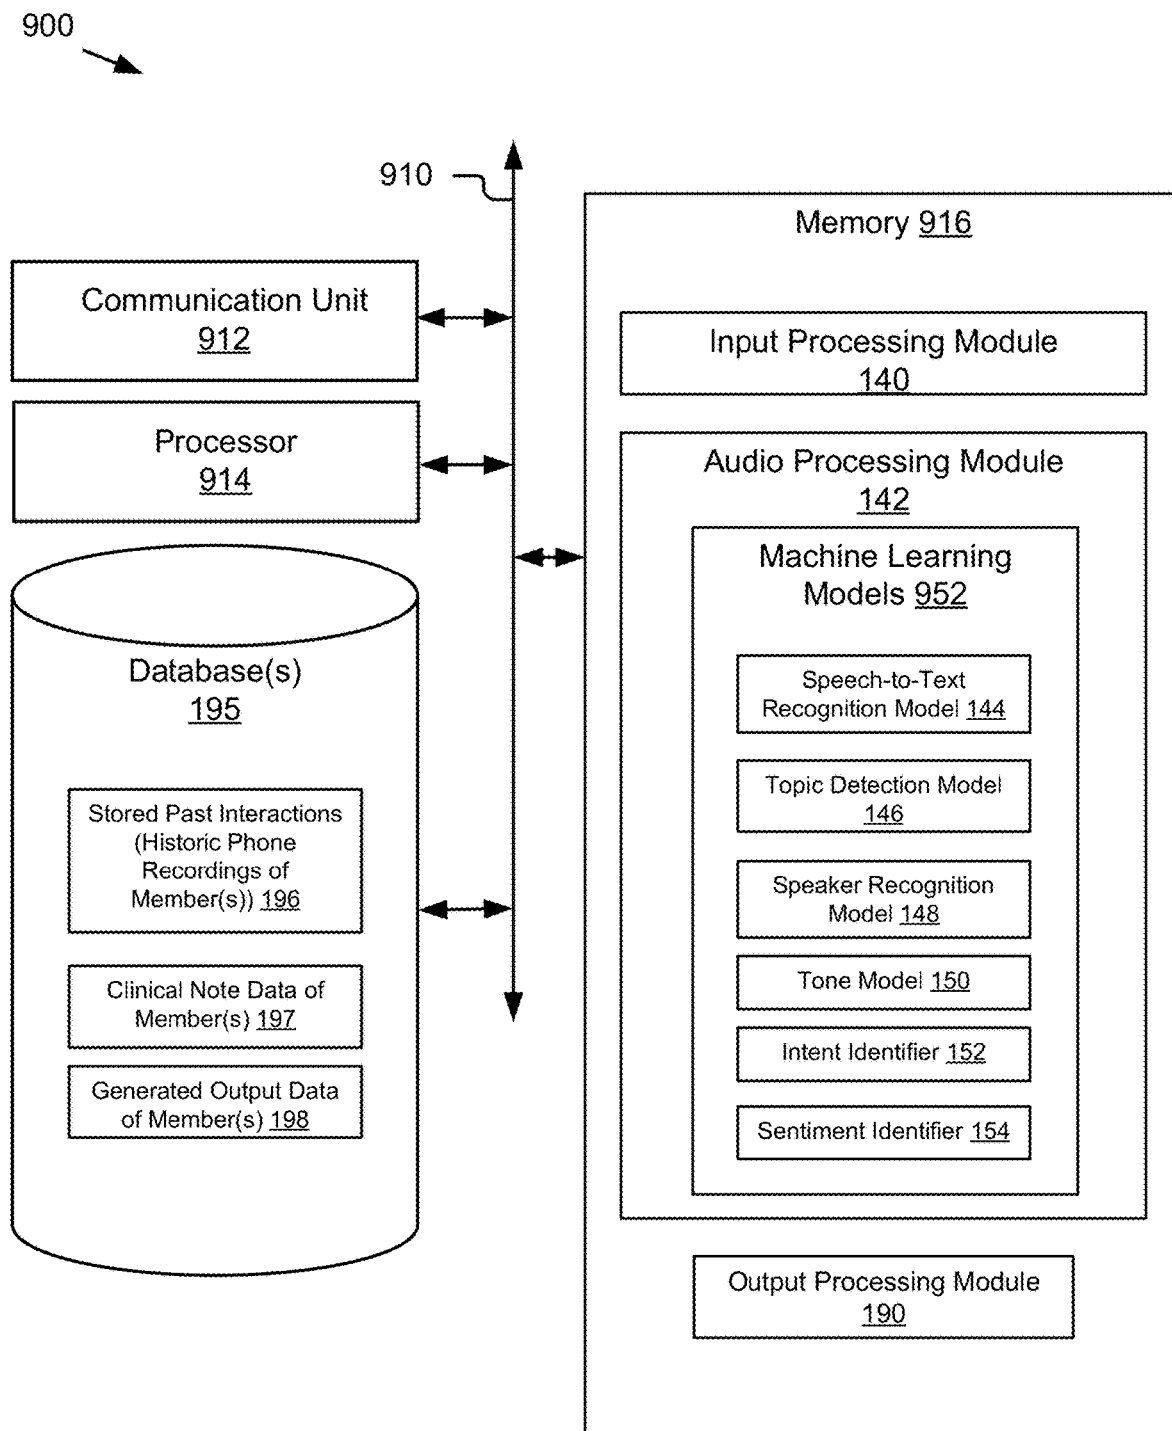 900
910
Communication Unit
912
Processor
914
Database(s)
195
Stored Past Interactions
(Historic Phone
Recordings of
Member(s)) 196
Clinical Note Data of
Member(s) 197
Generated Output Data
of Member(s) 198
Memory 916
Input Processing Module
140
Audio Processing Module
142
Machine Learning
Models 952
Speech-to-Text
Recognition Model 144
Topic Detection Model
146
Speaker Recognition
Model 148
Tone Model 150
Intent Identifier 152
Sentiment Identifier 154
Output Processing Module
190